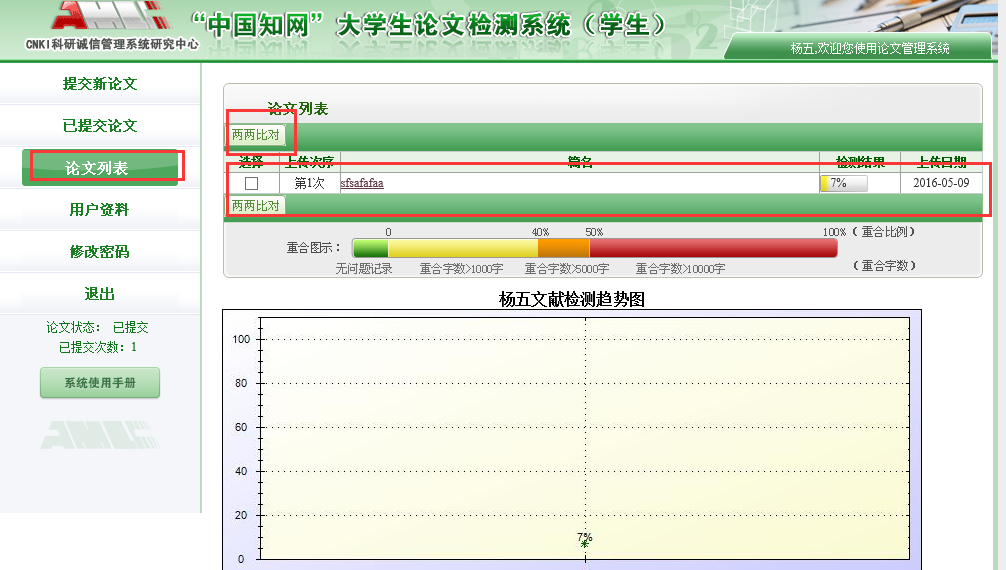 “中国知网”大学生论文检测系统（学生）
CNKI科研诚信管理系统研究中心
杨五,欢迎您使用论文管理系统
提交新论文
已提交论文
论文列表
用户资料
修改密码
退出
论文状态： 已提交
已提交次数：1
系统使用手册
AMLC
论文列表
两两比对
选择 上传次序 篇名 检测结果 上传日期
第1次 sfsafafaa 7% 2016-05-09
两两比对
0 40% 50% 100%（重合比例）
重合图示：
无问题记录 重合字数>1000字 重合字数>5000字 重合字数>10000字 （重合字数）
杨五文献检测趋势图
100
80
60
40
20
0
7%